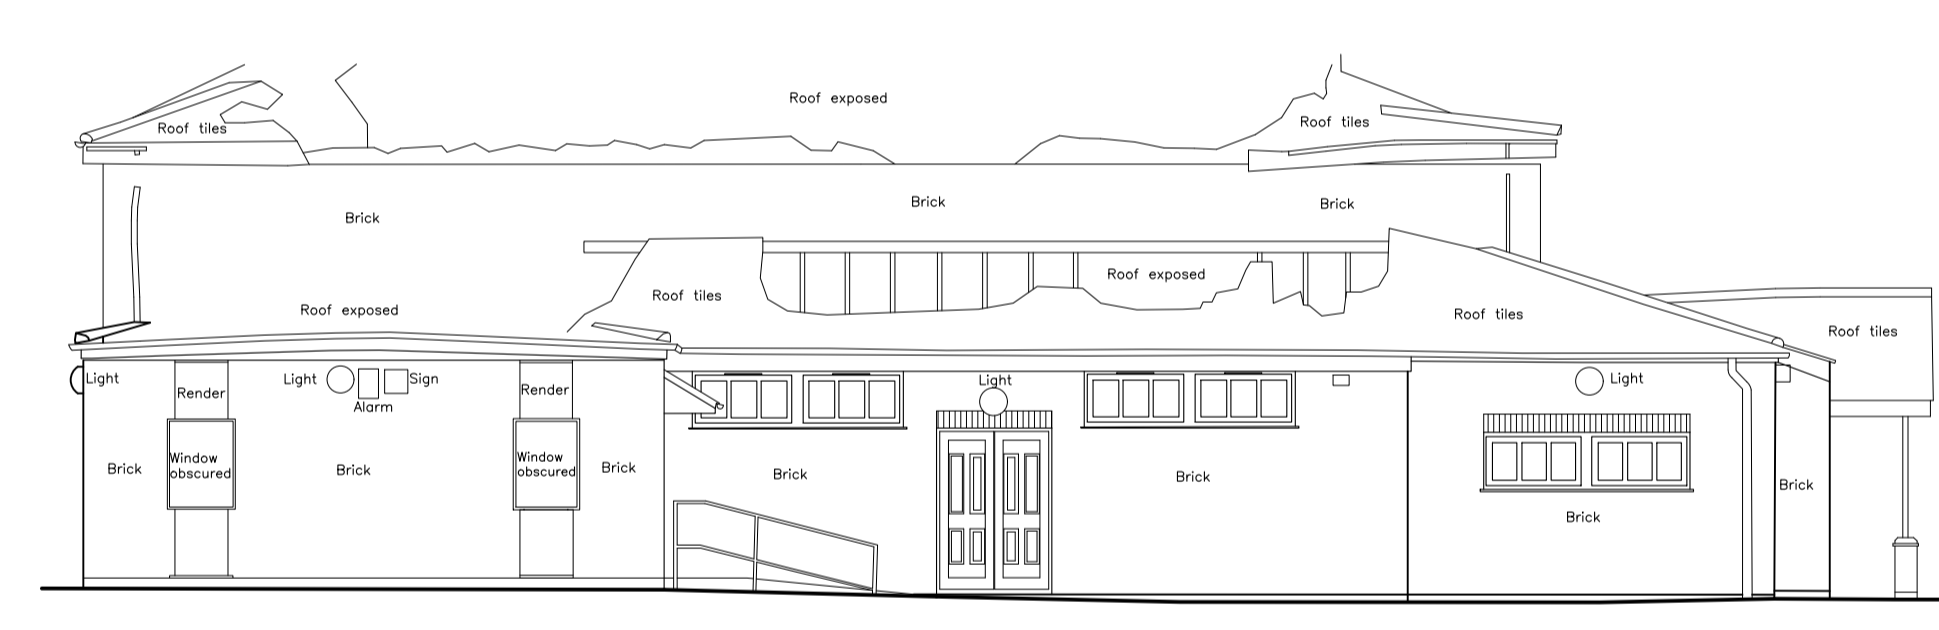 Roof exposed
Roof tiles
Roof tiles
Brick
Brick
Brick
Roof exposed
Roof tiles
Roof exposed
Roof tiles
Roof tiles
Light
Light
Sign
Alarm
Render
Render
Light
Light
Window
obscured
Window
obscured
Brick
Brick
Brick
Brick
Brick
Brick
Brick